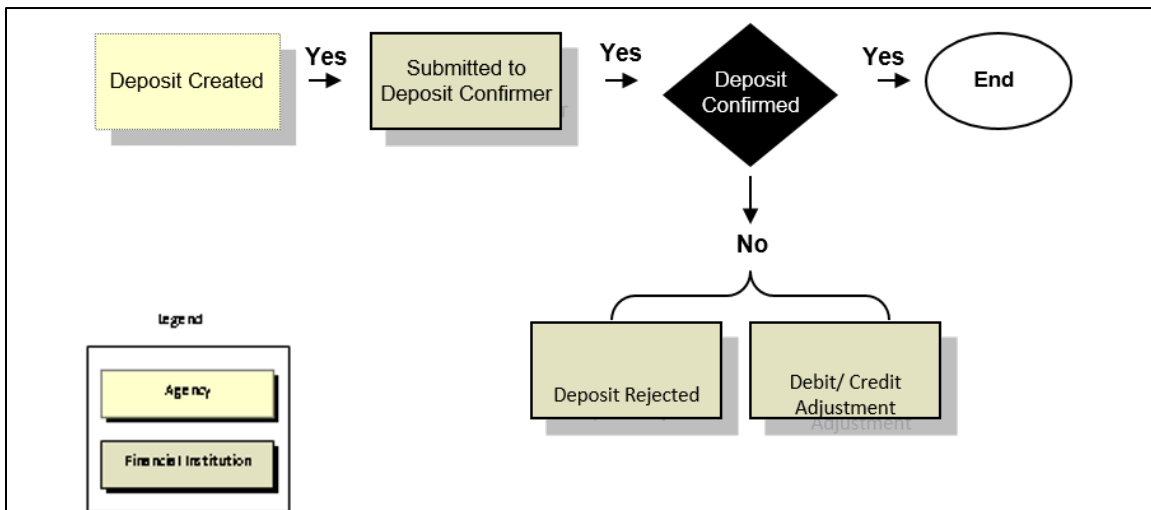 Deposit Created
Yes
Submitted to
Deposit Confirmer
Yes
Deposit
Confirmed
Yes
End
No
Deposit Rejected
Debit/ Credit
Adjustment
Adjustment
Legend
Agency
Financial Institution